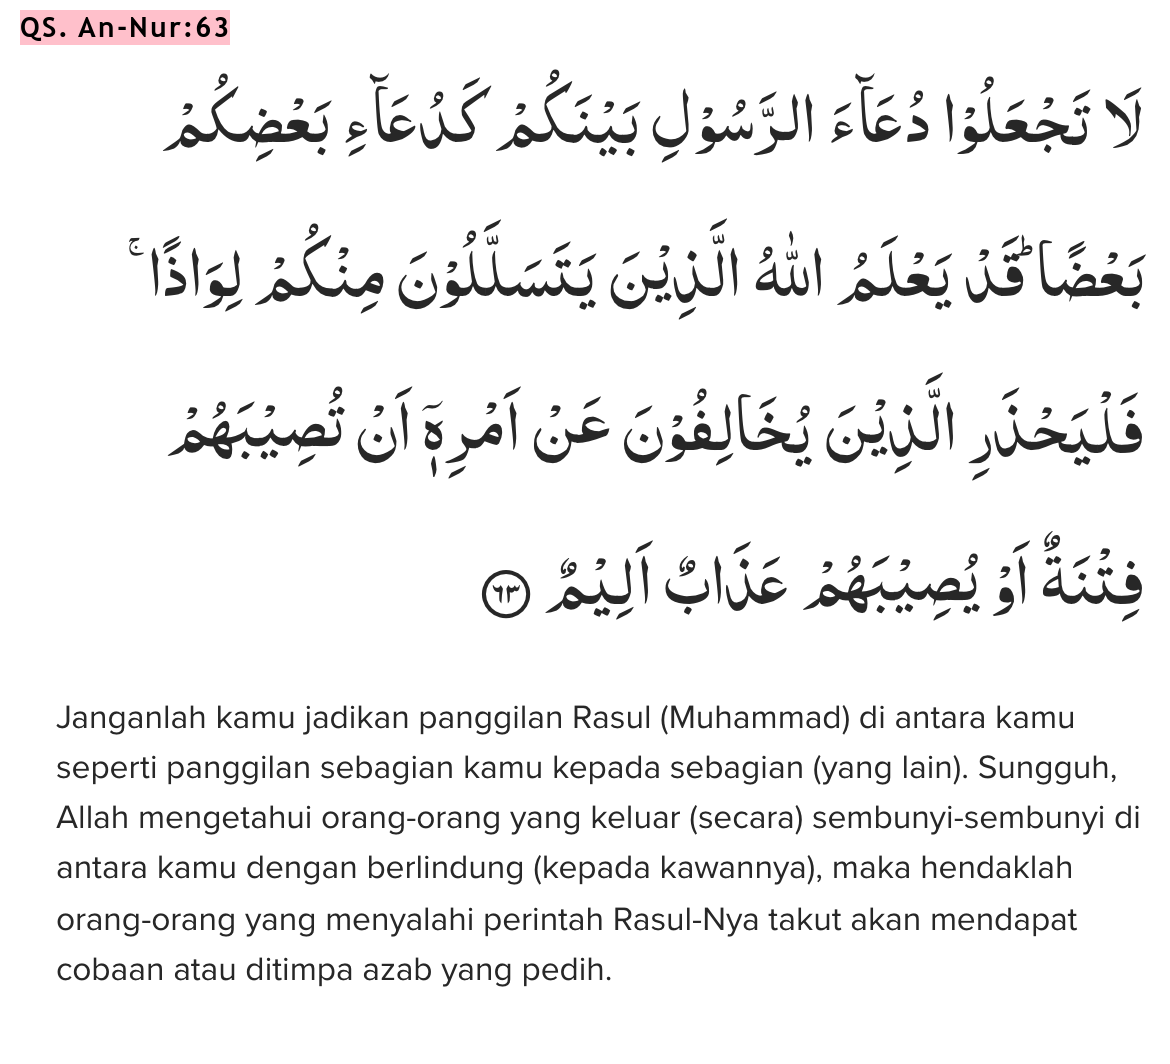 QS. An-Nur:63
لَا تَجْعَلُوْا دُعَاۤءَ الرَّسُوْلِ بَيْنَكُمْ كَدُعَاۤءِ بَعْضِكُمْ
بَعْضًاۗ قَدْ يَعْلَمُ اللّٰهُ الَّذِيْنَ يَتَسَلَّلُوْنَ مِنْكُمْ لِوَاذًاۚ
فَلْيَحْذَرِ الَّذِيْنَ يُخَالِفُوْنَ عَنْ اَمْرِهٖٓ اَنْ تُصِيْبَهُمْ
فِتْنَةٌ اَوْ يُصِيْبَهُمْ عَذَابٌ اَلِيْمٌ ٦٣
Janganlah kamu jadikan panggilan Rasul (Muhammad) di antara kamu
seperti panggilan sebagian kamu kepada sebagian (yang lain). Sungguh,
Allah mengetahui orang-orang yang keluar (secara) sembunyi-sembunyi di
antara kamu dengan berlindung (kepada kawannya), maka hendaklah
orang-orang yang menyalahi perintah Rasul-Nya takut akan mendapat
cobaan atau ditimpa azab yang pedih.